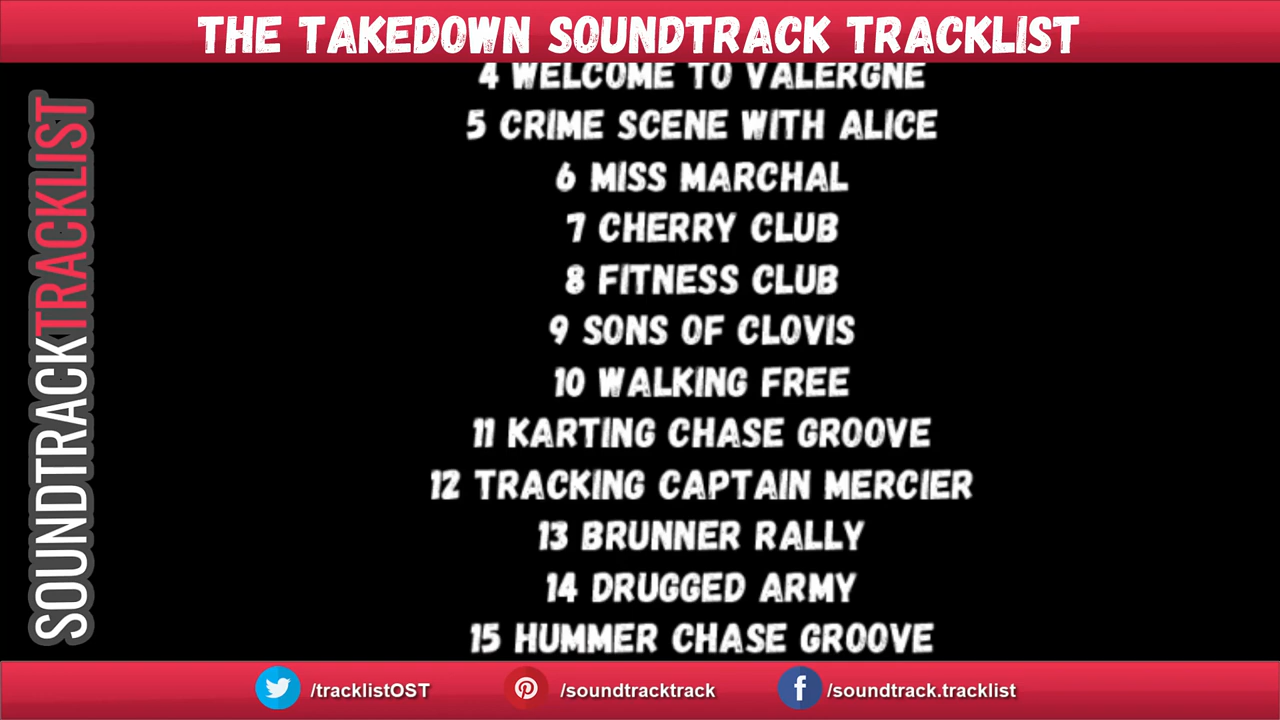 THE TAKEDOWN SOUNDTRACK TRACKLIST
4 WELCOME TO VALERGNE
5 CRIME SCENE WITH ALICE
6 MISS MARCHAL
7 CHERRY CLUB
8 FITNESS CLUB
9 SONS OF CLOVIS
10 WALKING FREE
11 KARTING CHASE GROOVE
12 TRACKING CAPTAIN MERCIER
13 BRUNNER RALLY
14 DRUGGED ARMY
15 HUMMER CHASE GROOVE
SOUNDTRACKTRACKLIST
/tracklistOST
/soundtracktrack
/soundtrack.tracklist